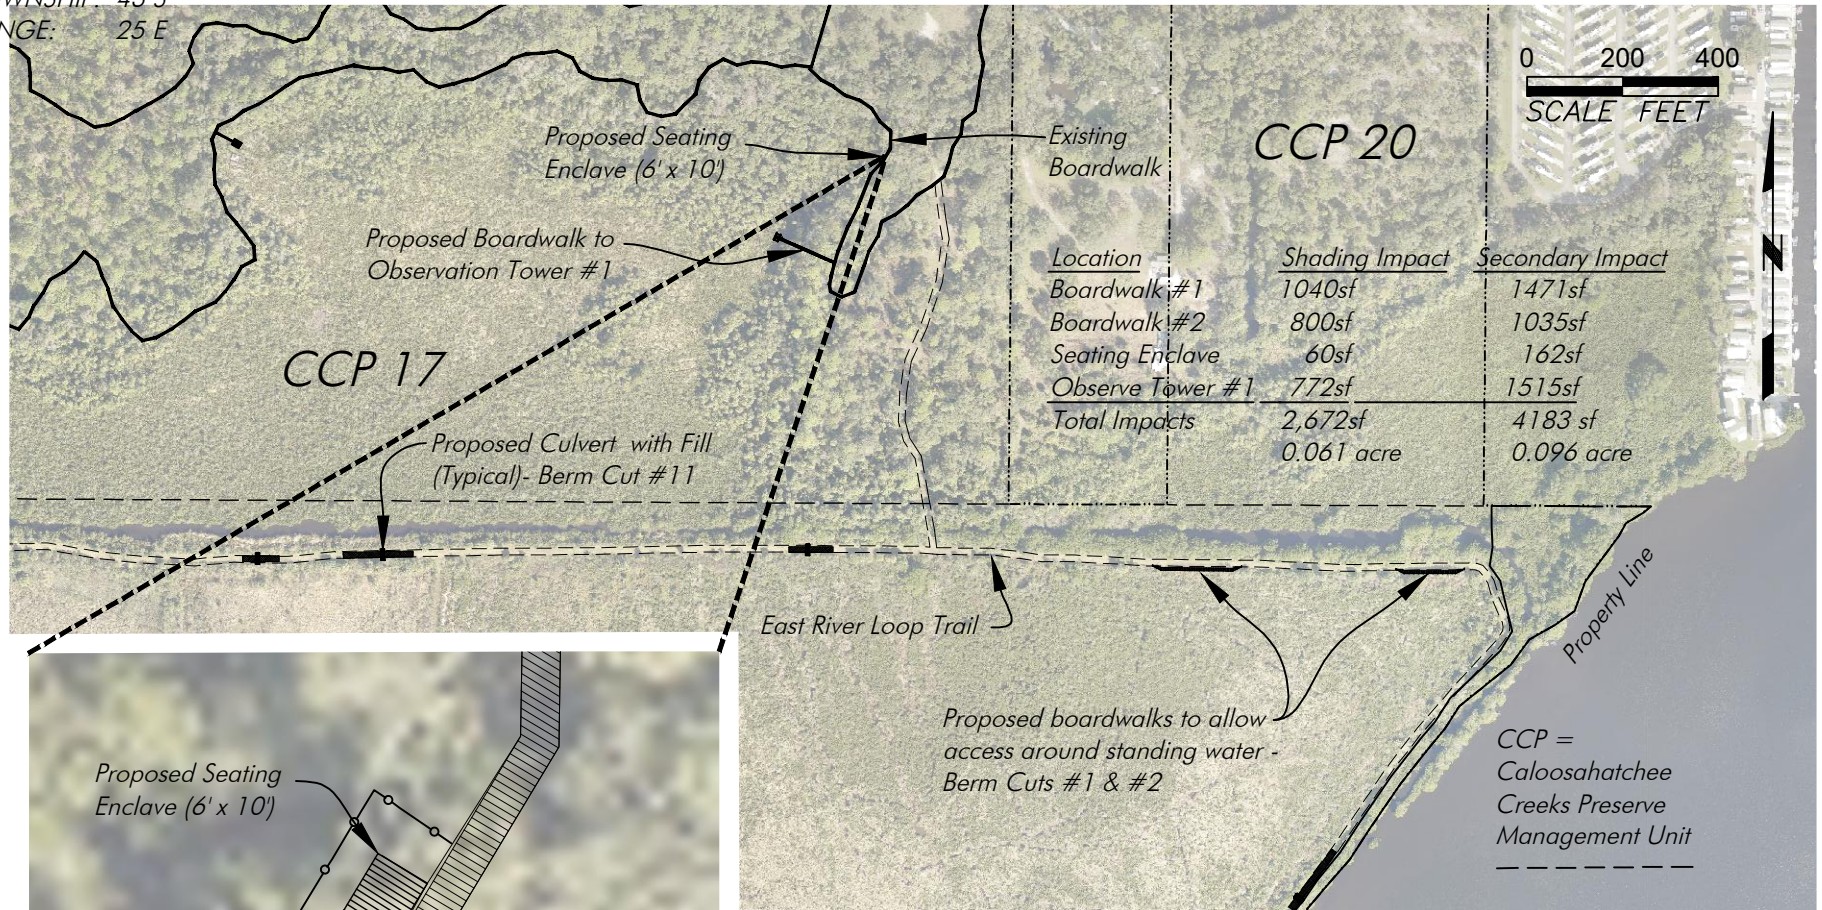 25 E
0 200 400
SCALE FEET
CCP 20
Proposed Seating
Enclave (6' x 10')
Existing
Boardwalk
Proposed Boardwalk to
Observation Tower #1
Location Shading Impact Secondary Impact
Boardwalk #1 1040sf 1471sf
Boardwalk #2 800sf 1035sf
Seating Enclave 60sf 162sf
Observe Tower #1 772sf 1515sf
Total Impacts 2,672sf 4183 sf
0.061 acre 0.096 acre
N
CCP 17
Proposed Culvert with Fill
(Typical)- Berm Cut #11
East River Loop Trail
Property Line
Proposed boardwalks to allow
access around standing water -
Berm Cuts #1 & #2
CCP =
Caloosahatchee
Creeks Preserve
Management Unit
Proposed Seating
Enclave (6' x 10')